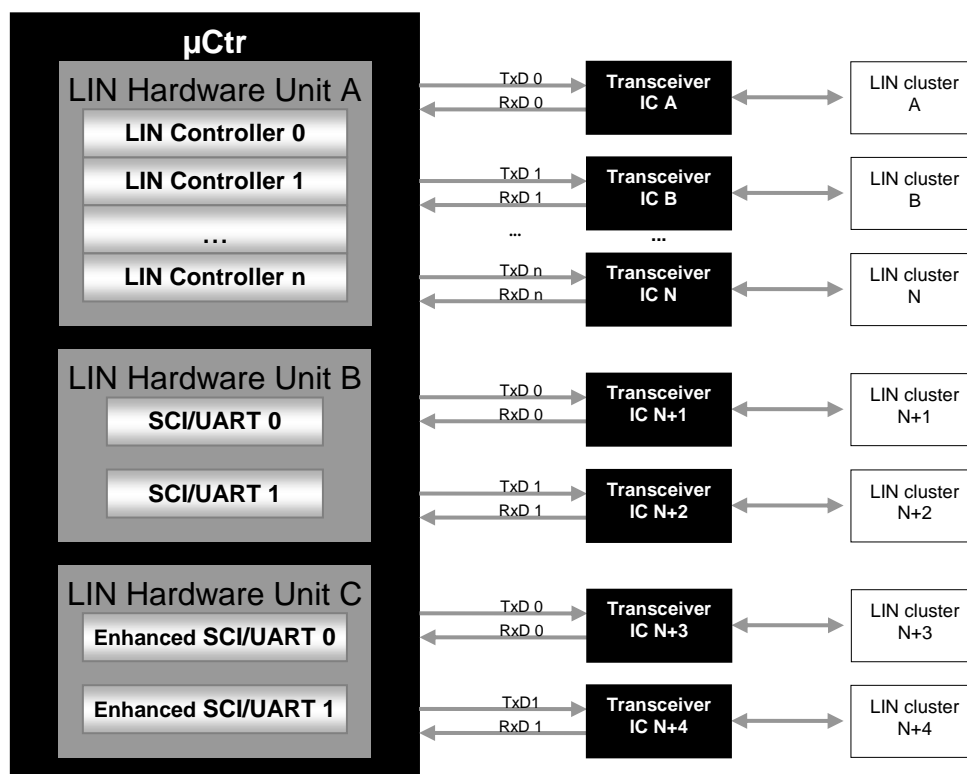 µCtr
LIN Hardware Unit A
LIN Controller 0
LIN Controller 1
...
LIN Controller n
TxD 0
RxD 0
Transceiver
IC A
LIN cluster
A
TxD 1
RxD 1
Transceiver
IC B
LIN cluster
B
...
...
TxD n
RxD n
Transceiver
IC N
LIN cluster
N
LIN Hardware Unit B
SCI/UART 0
SCI/UART 1
TxD 0
RxD 0
Transceiver
IC N+1
LIN cluster
N+1
TxD 1
RxD 1
Transceiver
IC N+2
LIN cluster
N+2
LIN Hardware Unit C
Enhanced SCI/UART 0
Enhanced SCI/UART 1
TxD 0
RxD 0
Transceiver
IC N+3
LIN cluster
N+3
TxD1
RxD 1
Transceiver
IC N+4
LIN cluster
N+4